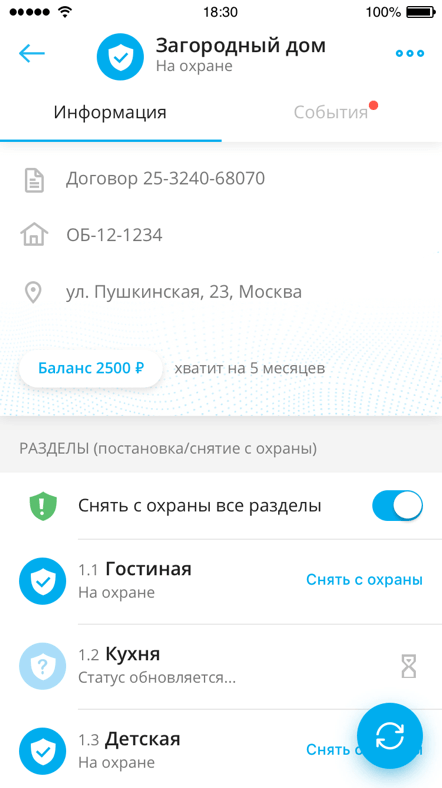 18:30
100%
Загородный дом
На охране
Информация
События
Договор 25-3240-68070
ОБ-12-1234
ул. Пушкинская, 23, Москва
Баланс 2500 ₽ хватит на 5 месяцев
РАЗДЕЛЫ (постановка/снятие с охраны)
Снять с охраны все разделы
1.1 Гостиная
На охране
Снять с охраны
1.2 Кухня
Статус обновляется...
1.3 Детская
На охране
Снять